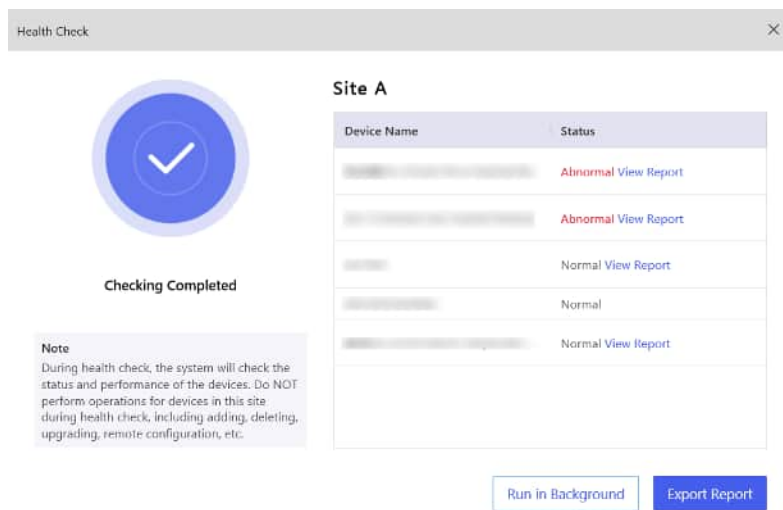 Health Check
Site A
Device Name Status
Abnormal View Report
Abnormal View Report
Normal View Report
Normal
Normal View Report
Checking Completed
Note
During health check, the system will check the
status and performance of the devices. Do NOT
perform operations for devices in this site
during health check, including adding, deleting,
upgrading, remote configuration, etc.
Run in Background Export Report